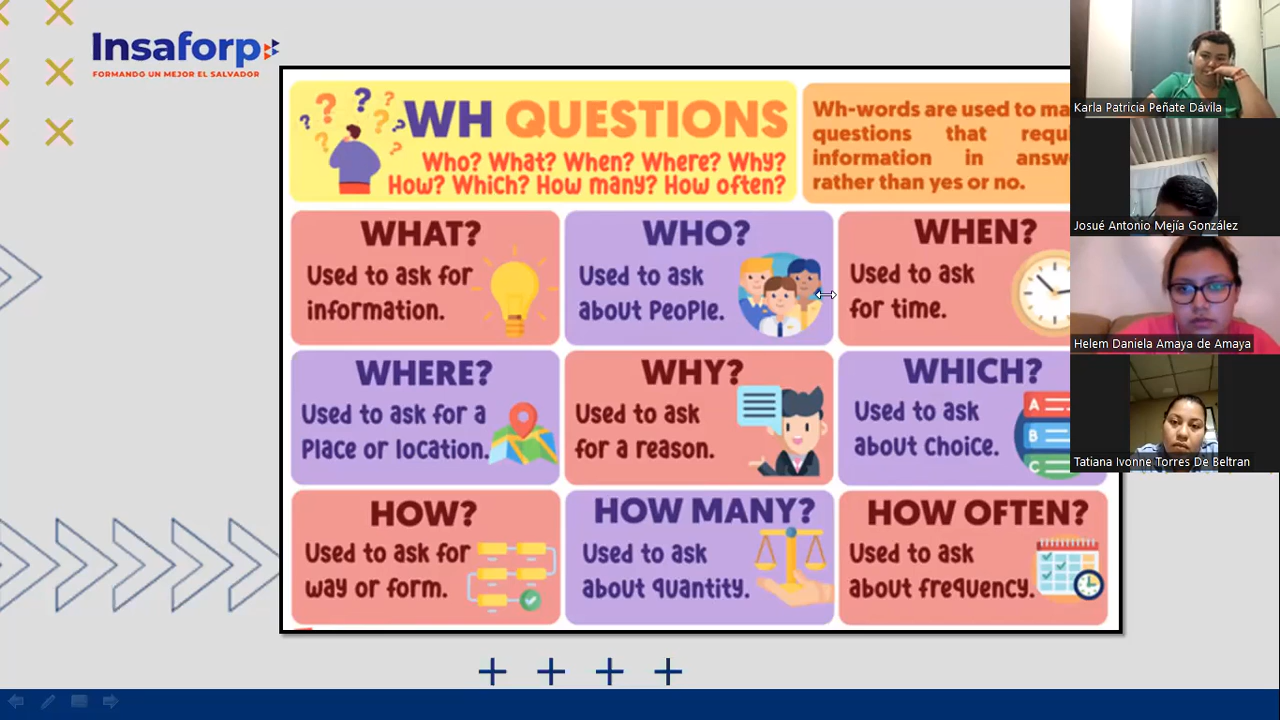 Insaforp
FORMANDO UN MEJOR EL SALVADOR
WH QUESTIONS
Who? What? When? Where? Why?
How? Which? How many? How often?
Wh-words are used to
questions that
information in
rather than yes or no.
WHAT?
Used to ask for
information.
WHO?
Used to ask
about People.
WHEN?
Used to ask
for time.
WHERE?
Used to ask for a
Place or location.
WHY?
Used to ask
for a reason.
WHICH?
Used to ask
about Choice.
A
B
C
HOW?
Used to ask for
way or form.
HOW MANY?
Used to ask
about quantity.
HOW OFTEN?
Used to ask
about frequency.
Karla Patricia Peñate Dávila
Josué Antonio Mejía González
Helem Daniela Amaya de Amaya
Tatiana Ivonne Torres De Beltran